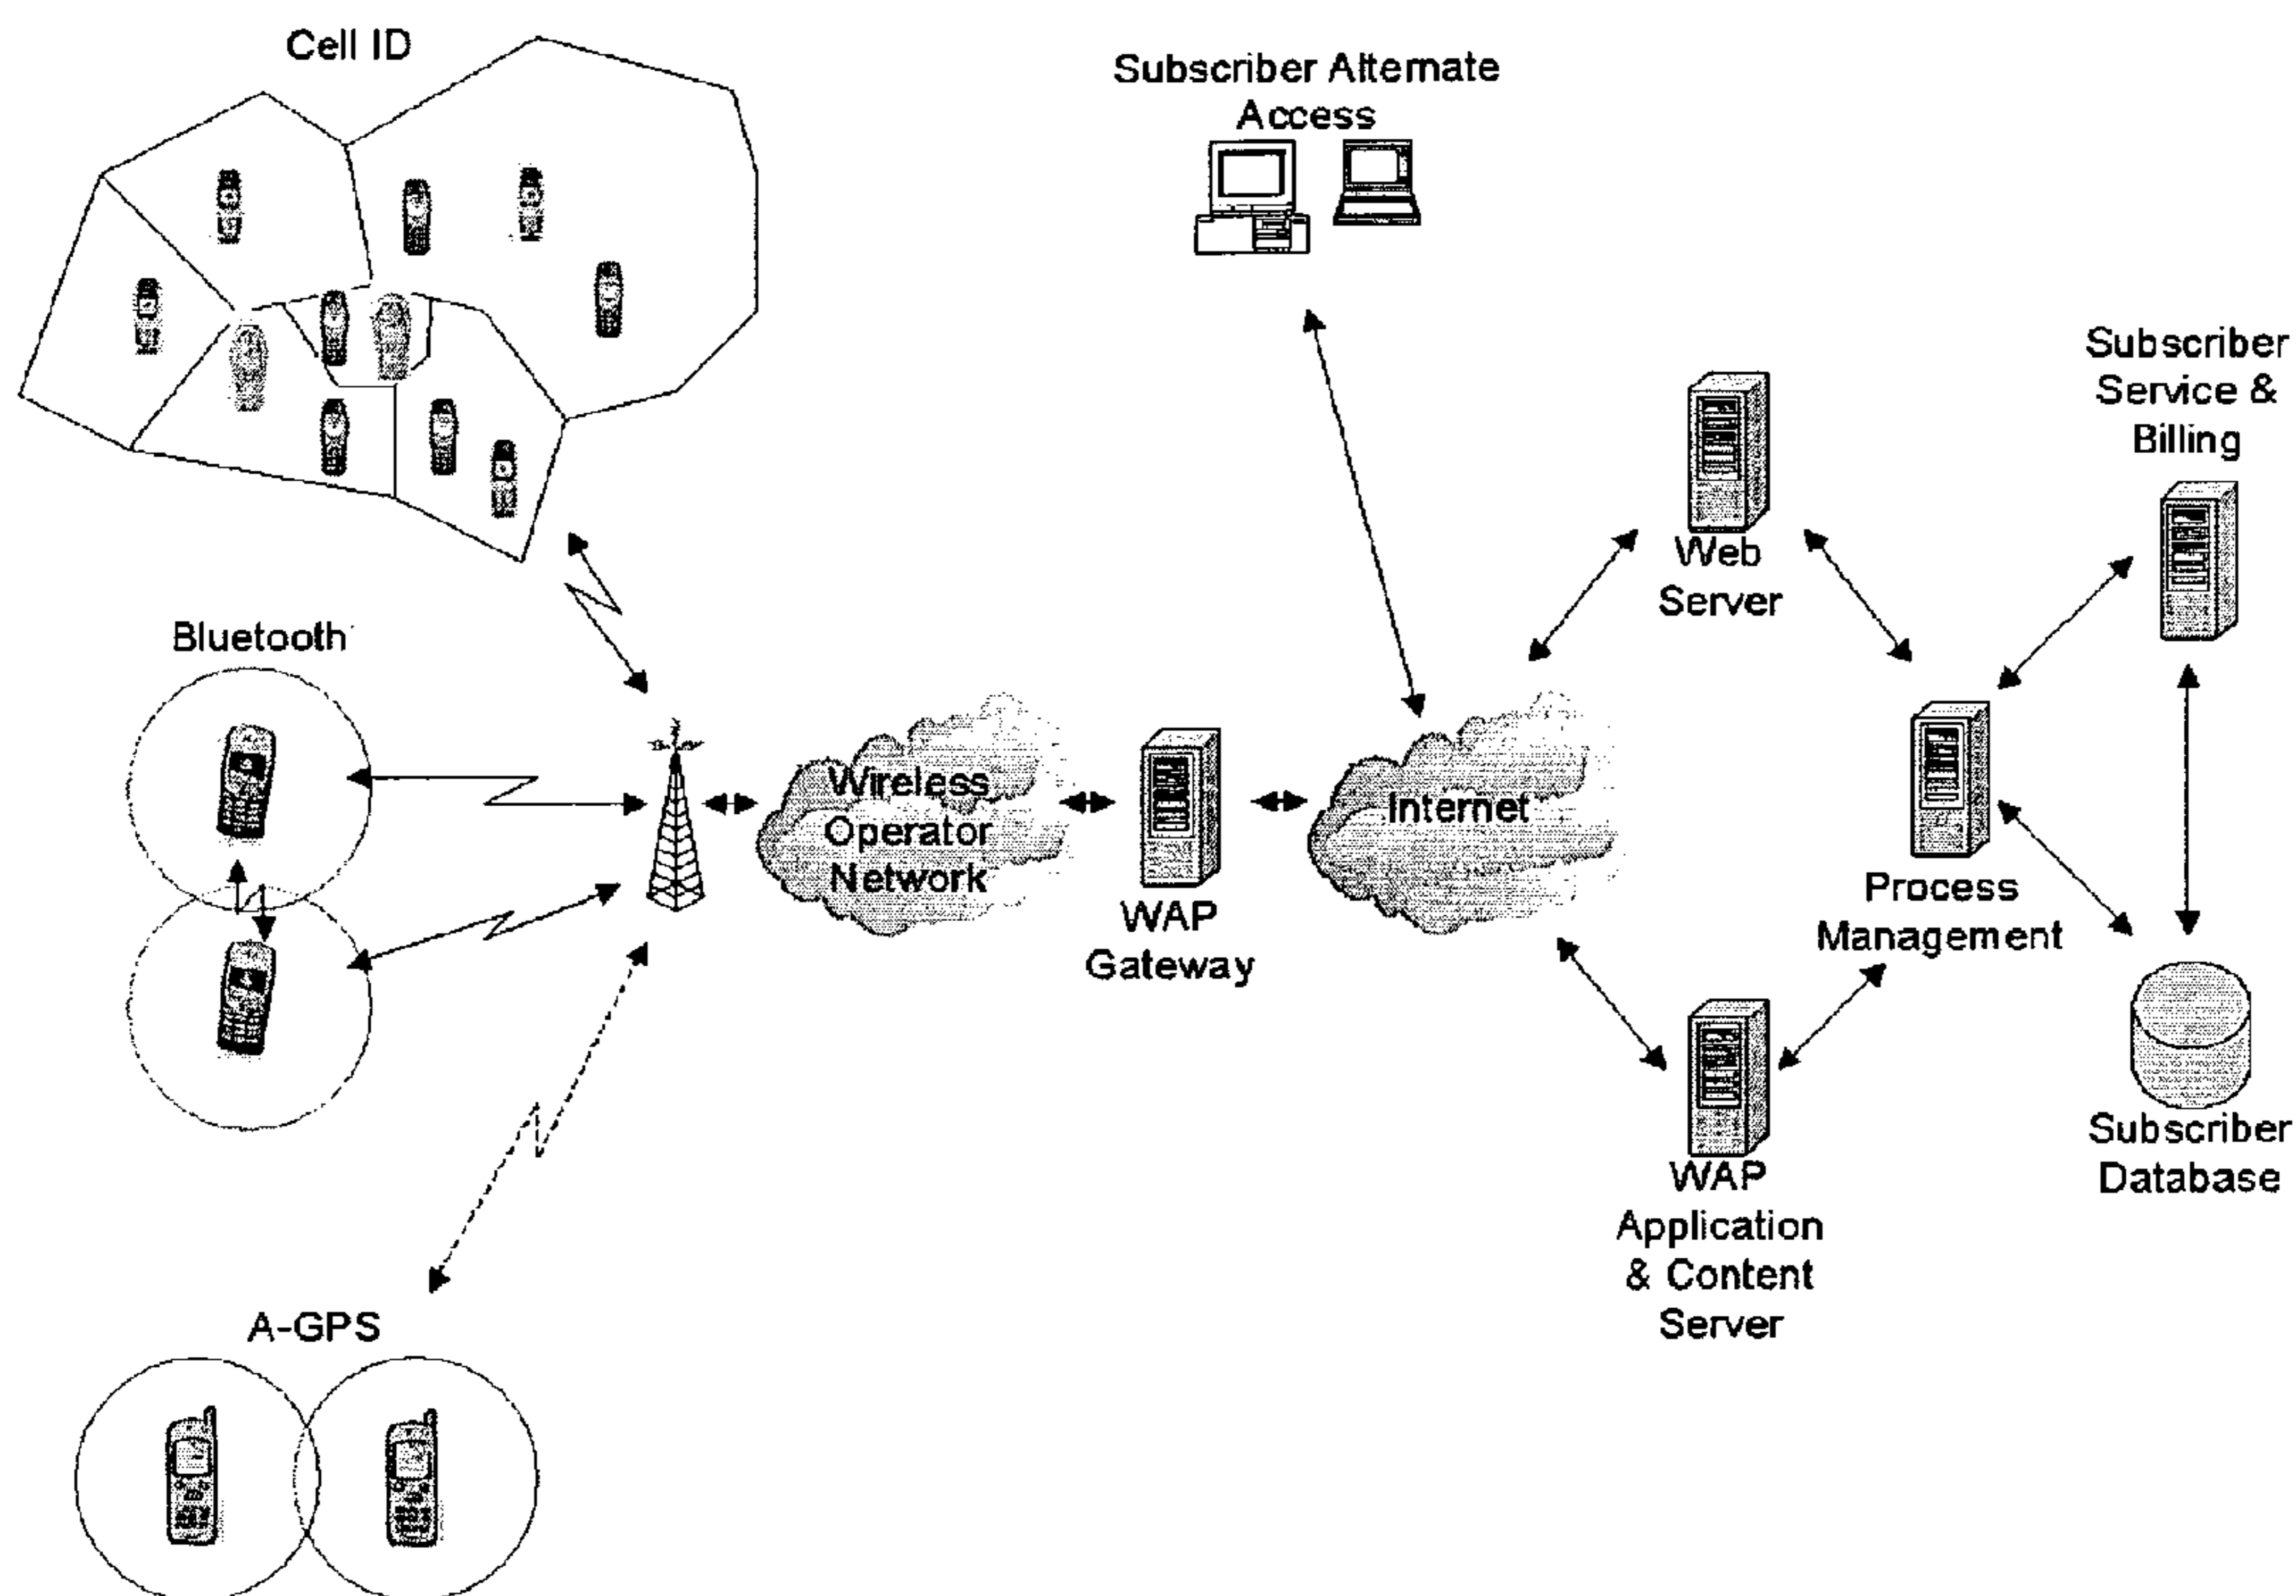 Cell ID
Subscriber Alternate
Access
Subscriber
Service &
Billing
Web
Server
Bluetooth
Wireless
Operator
Network
Internet
WAP
Gateway
Process
Management
WAP
Application
& Content
Server
Subscriber
Database
A-GPS